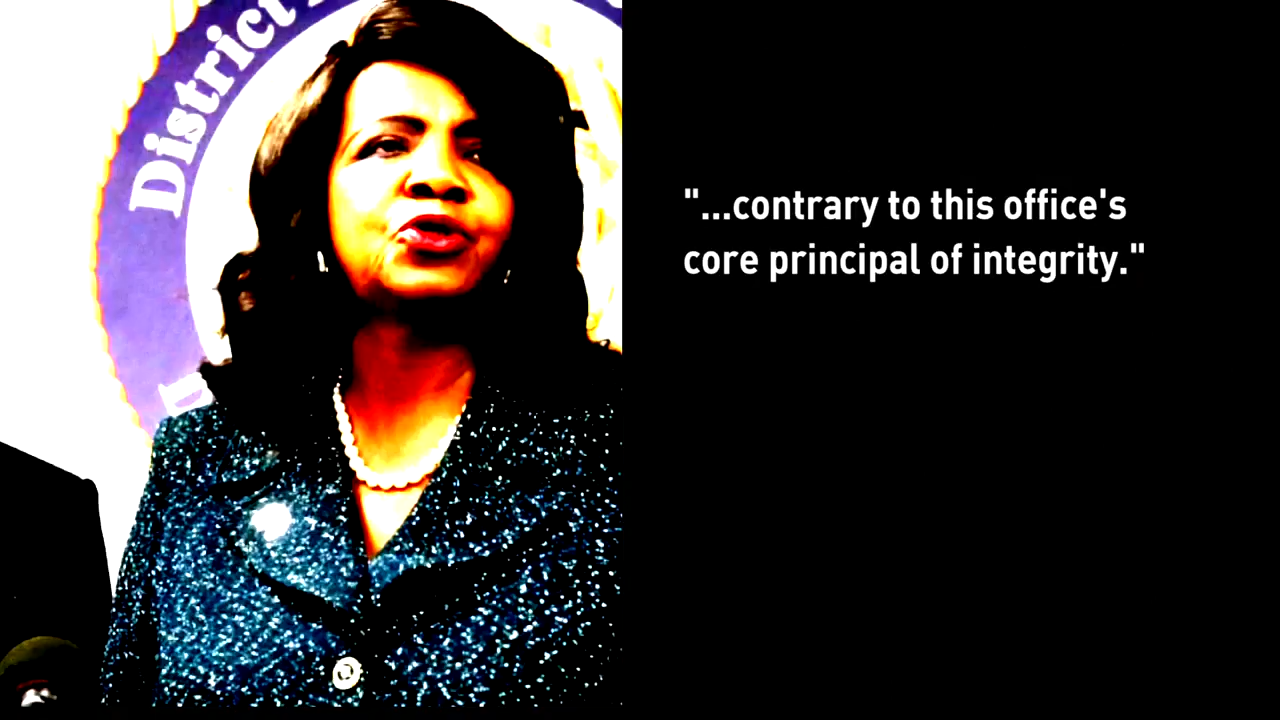 District
"...contrary to this office's
core principal of integrity."